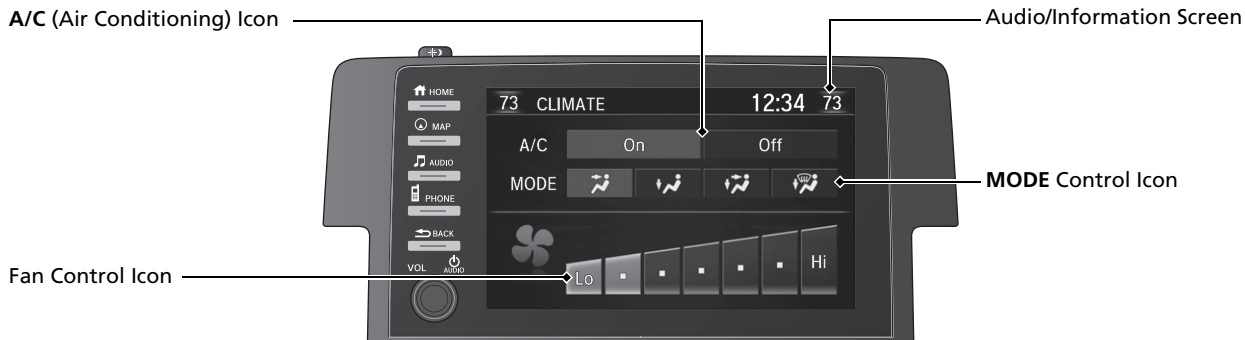 A/C (Air Conditioning) Icon
Audio/Information Screen
HOME
73 CLIMATE 12:34 73
MAP
A/C On Off
AUDIO
MODE
MODE Control Icon
PHONE
BACK
VOL AUDIO
Fan Control Icon
Lo Hi